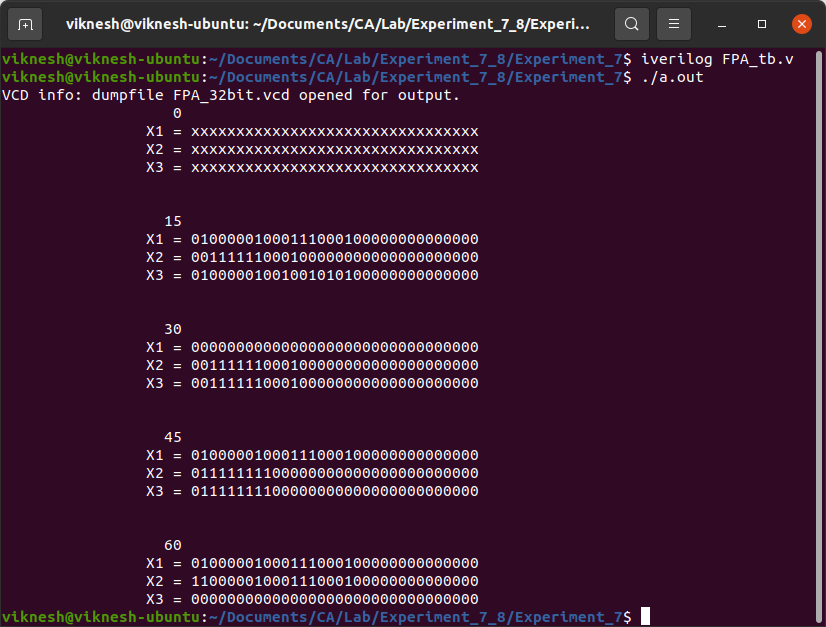 viknesh@viknesh-ubuntu: ~/Documents/CA/Lab/Experiment_7_8/Experi...
viknesh@viknesh-ubuntu:~/Documents/CA/Lab/Experiment_7_8/Experiment_7$ iverilog FPA_tb.v
viknesh@viknesh-ubuntu:~/Documents/CA/Lab/Experiment_7_8/Experiment_7$ ./a.out
VCD info: dumpfile FPA_32bit.vcd opened for output.
0
X1 = xxxxxxxxxxxxxxxxxxxxxxxxxxxxxxxx
X2 = xxxxxxxxxxxxxxxxxxxxxxxxxxxxxxxx
X3 = xxxxxxxxxxxxxxxxxxxxxxxxxxxxxxxx
15
X1 = 01000001000111000100000000000000
X2 = 00111111000100000000000000000000
X3 = 01000001001001010100000000000000
30
X1 = 00000000000000000000000000000000
X2 = 00111111000100000000000000000000
X3 = 00111111000100000000000000000000
45
X1 = 01000001000111000100000000000000
X2 = 01111111100000000000000000000000
X3 = 01111111100000000000000000000000
60
X1 = 01000001000111000100000000000000
X2 = 11000001000111000100000000000000
X3 = 00000000000000000000000000000000
viknesh@viknesh-ubuntu:~/Documents/CA/Lab/Experiment_7_8/Experiment_7$